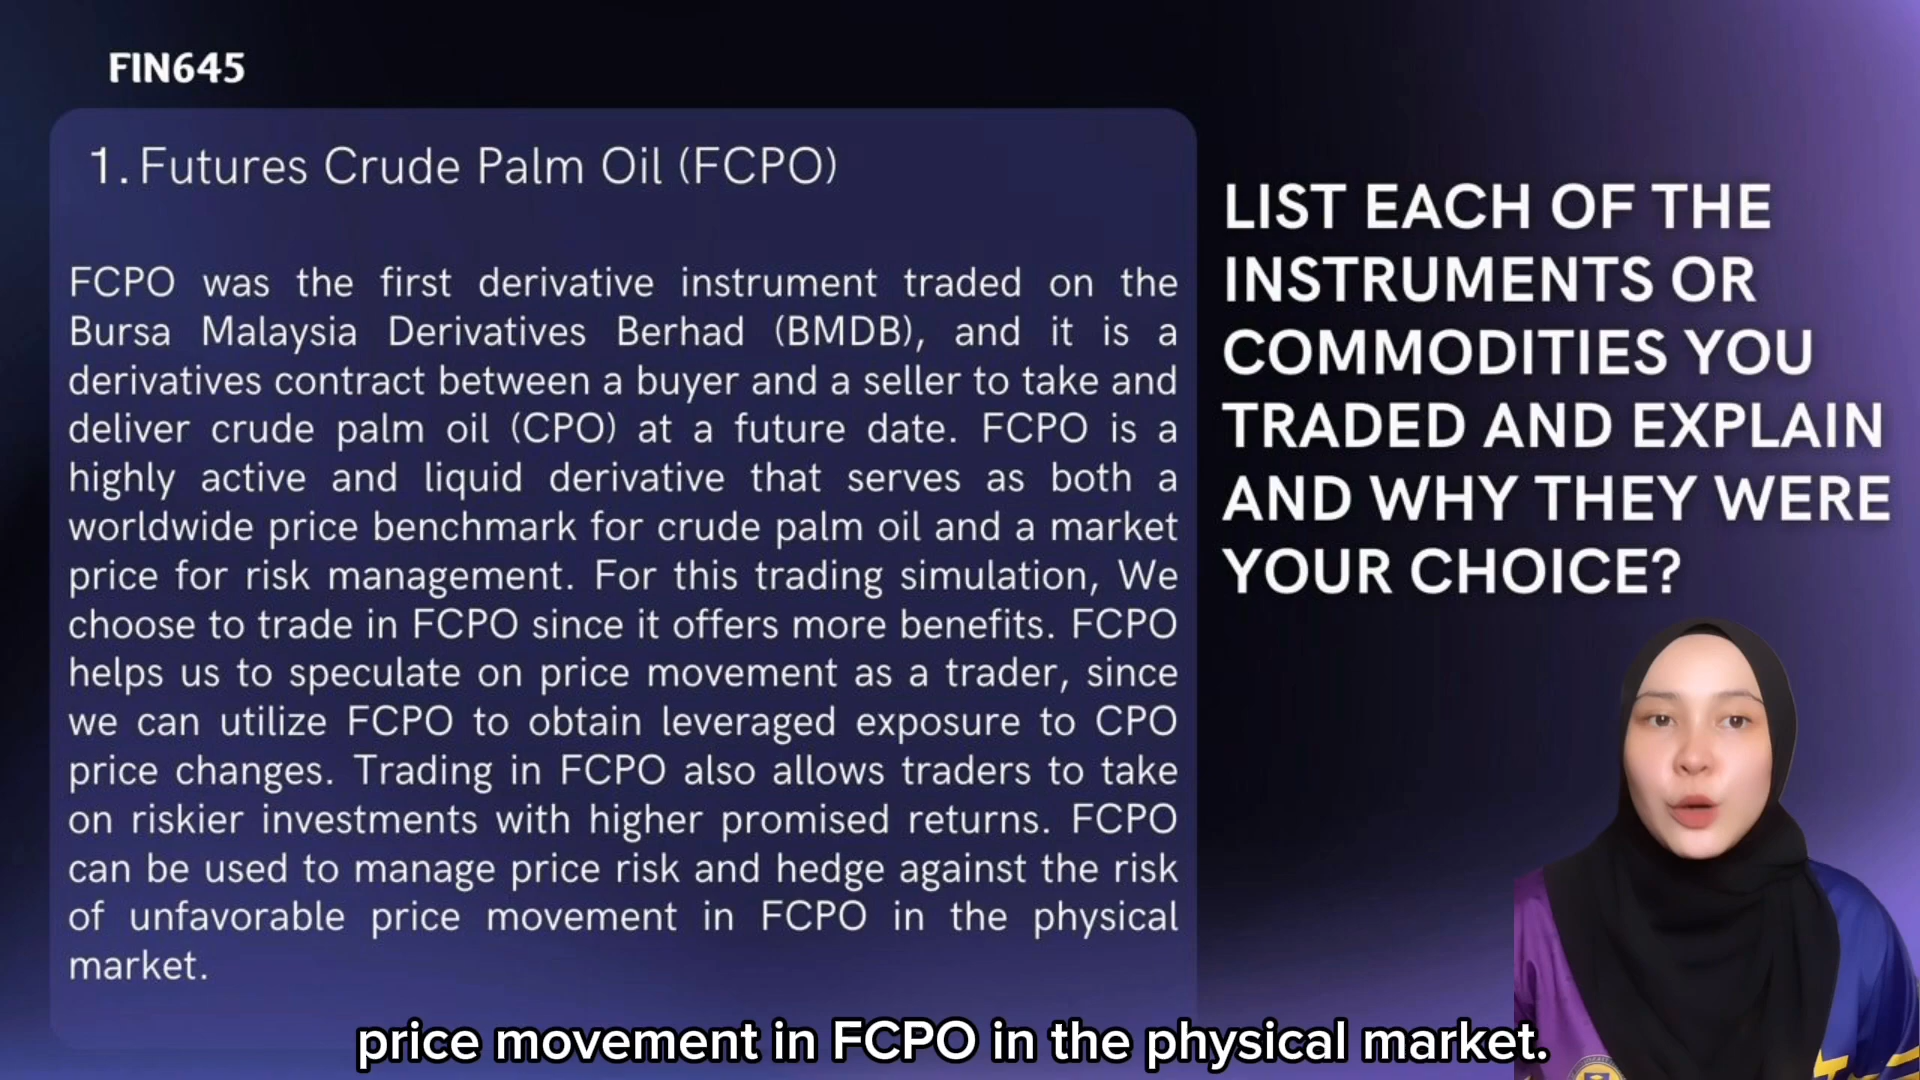 FIN645
1. Futures Crude Palm Oil (FCPO)
FCPO was the first derivative instrument traded on the
Bursa Malaysia Derivatives Berhad (BMDB), and it is a
derivatives contract between a buyer and a seller to take and
deliver crude palm oil (CPO) at a future date. FCPO is a
highly active and liquid derivative that serves as both a
worldwide price benchmark for crude palm oil and a market
price for risk management. For this trading simulation, We
choose to trade in FCPO since it offers more benefits. FCPO
helps us to speculate on price movement as a trader, since
we can utilize FCPO to obtain leveraged exposure to CPO
price changes. Trading in FCPO also allows traders to take
on riskier investments with higher promised returns. FCPO
can be used to manage price risk and hedge against the risk
of unfavorable price movement in FCPO in the physical
market.
LIST EACH OF THE
INSTRUMENTS OR
COMMODITIES YOU
TRADED AND EXPLAIN
AND WHY THEY WERE
YOUR CHOICE?
price movement in FCPO in the physical market.